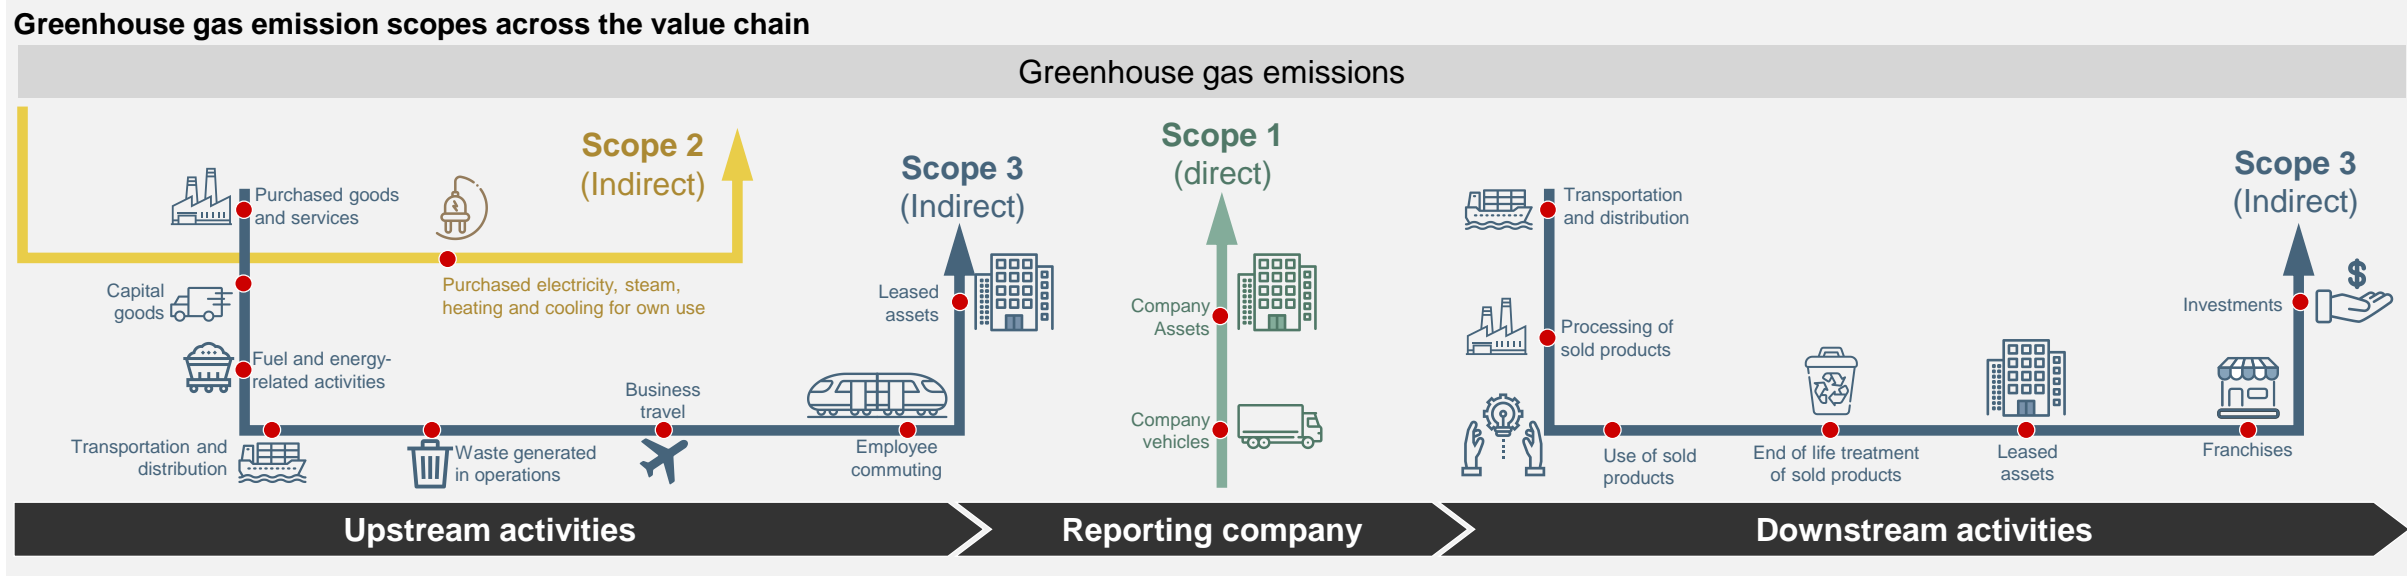 Greenhouse gas emission scopes across the value chain
Greenhouse gas emissions
Scope 2
(Indirect)
Purchased electricity, steam,
heating and cooling for own use
Purchased goods
and services
Capital
goods
Fuel and energy-
related activities
Transportation and
distribution
Waste generated
in operations
Business
travel
Employee
commuting
Leased
assets
Scope 3
(Indirect)
Scope 1
(direct)
Company
Assets
Company
vehicles
Transportation
and distribution
Processing of
sold products
Use of sold
products
End of life treatment
of sold products
Leased
assets
Franchises
Investments
$
Scope 3
(Indirect)
Upstream activities
Reporting company
Downstream activities